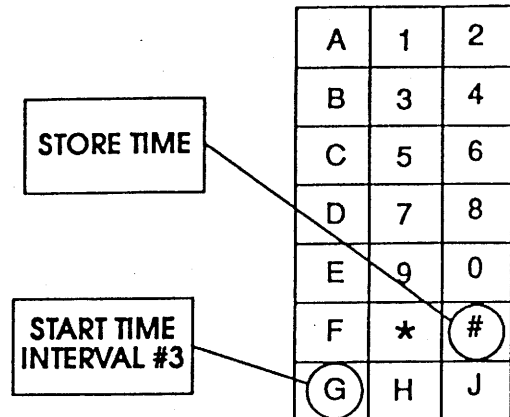 A 1 2
B 3 4
STORE TIME
C 5 6
D 7 8
E 9 0
START TIME
INTERVAL #3
F * #
G H J